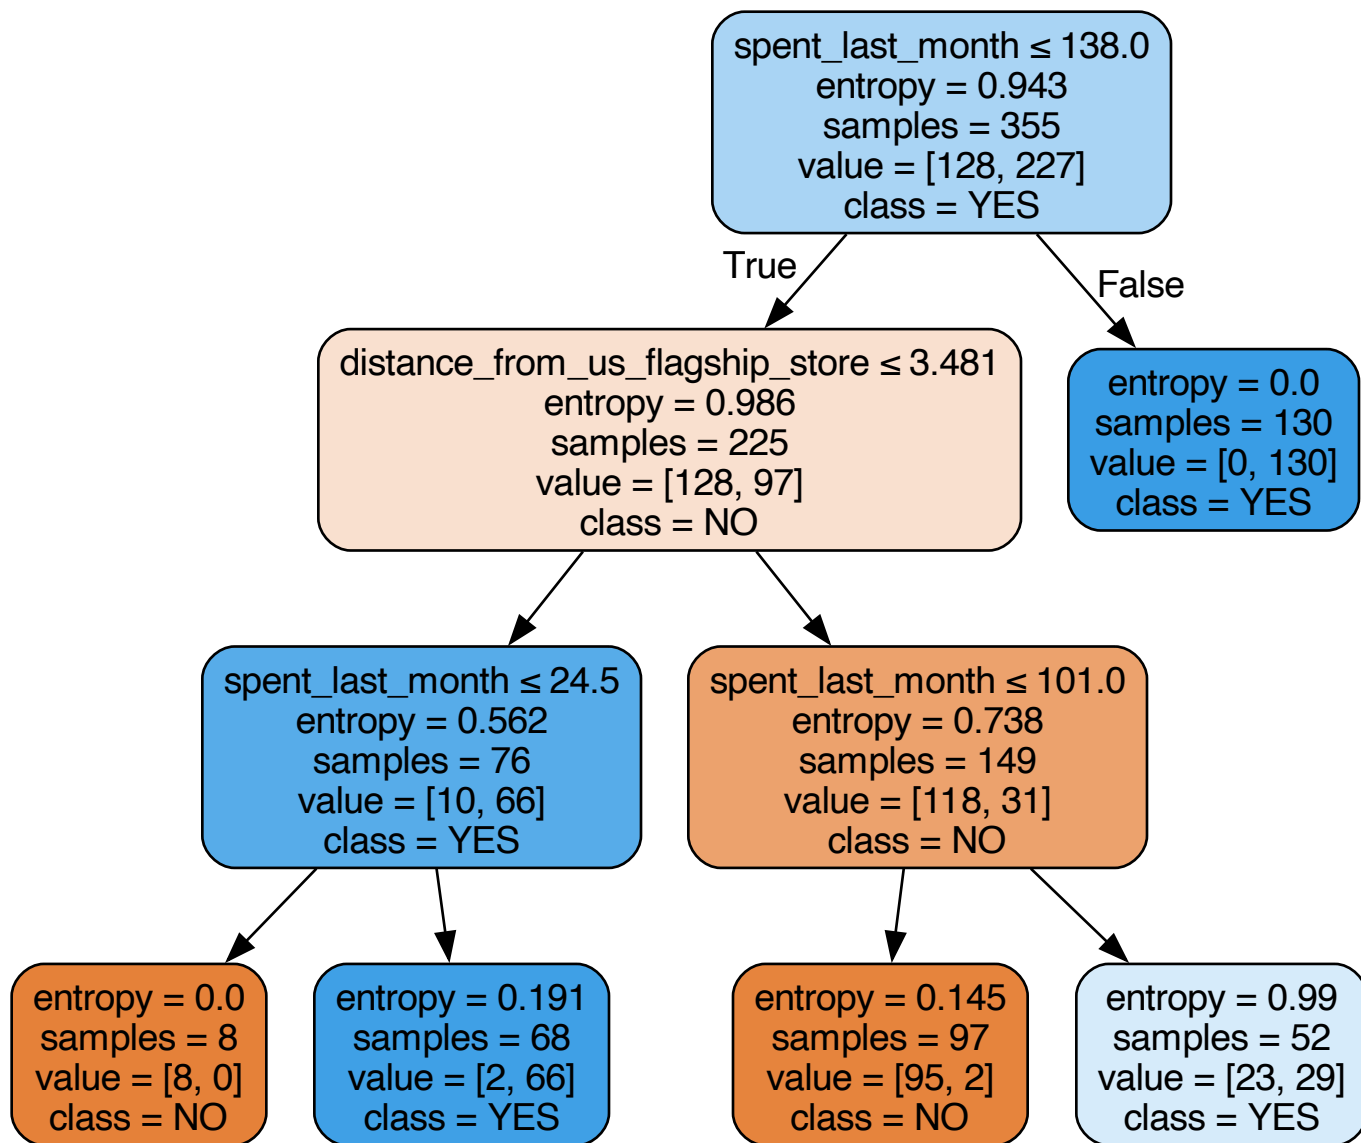 spent_last_month ≤ 138.0
entropy = 0.943
samples = 355
value = [128, 227]
class = YES
True
False
distance_from_us_flagship_store ≤ 3.481
entropy = 0.986
samples = 225
value = [128, 97]
class = NO
entropy = 0.0
samples = 130
value = [0, 130]
class = YES
spent_last_month ≤ 24.5
entropy = 0.562
samples = 76
value = [10, 66]
class = YES
spent_last_month ≤ 101.0
entropy = 0.738
samples = 149
value = [118, 31]
class = NO
entropy = 0.0
samples = 8
value = [8, 0]
class = NO
entropy = 0.191
samples = 68
value = [2, 66]
class = YES
entropy = 0.145
samples = 97
value = [95, 2]
class = NO
entropy = 0.99
samples = 52
value = [23, 29]
class = YES